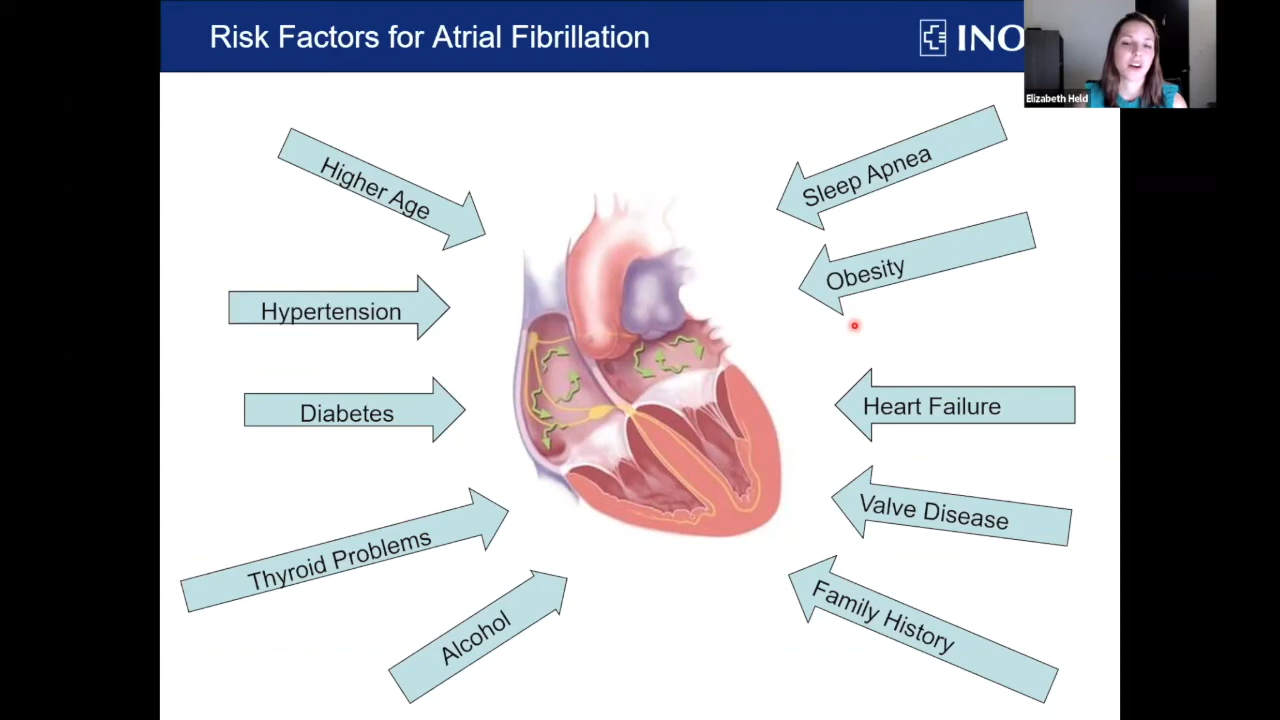 Risk Factors for Atrial Fibrillation
INO
Elizabeth Held
Higher Age
Sleep Apnea
Hypertension
Obesity
Diabetes
Heart Failure
Thyroid Problems
Valve Disease
Alcohol
Family History